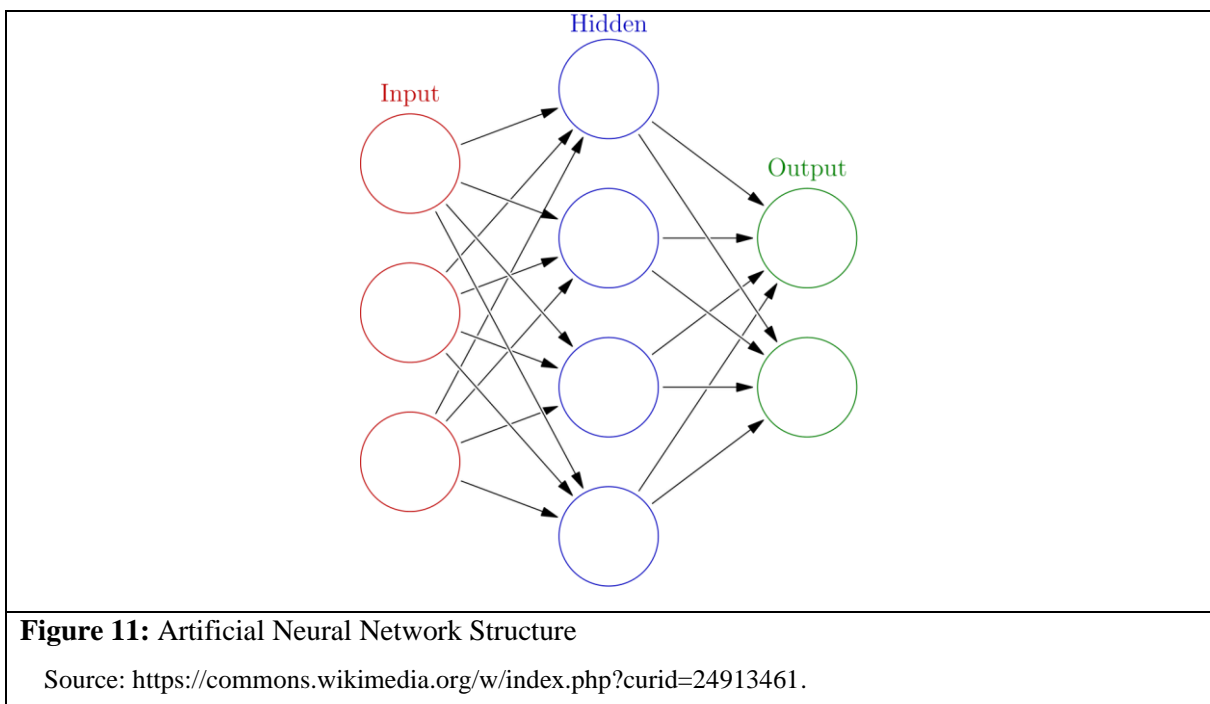 Hidden
Input
Output
Figure 11: Artificial Neural Network Structure
Source: https://commons.wikimedia.org/w/index.php?curid=24913461.